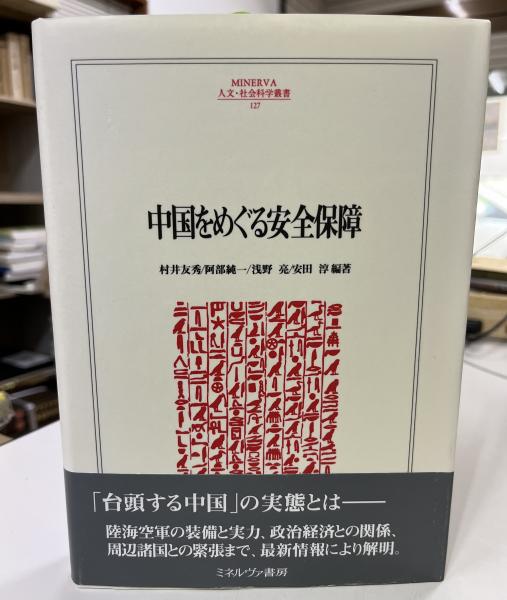 MINERVA
人文・社会科学叢書
127
中国をめぐる安全保障
村井友秀/阿部純一/浅野 亮/安田 淳 編著
「台頭する中国」の実態とは——
陸海空軍の装備と実力、政治経済との関係、
周辺諸国との緊張まで、最新情報により解明。
ミネルヴァ書房